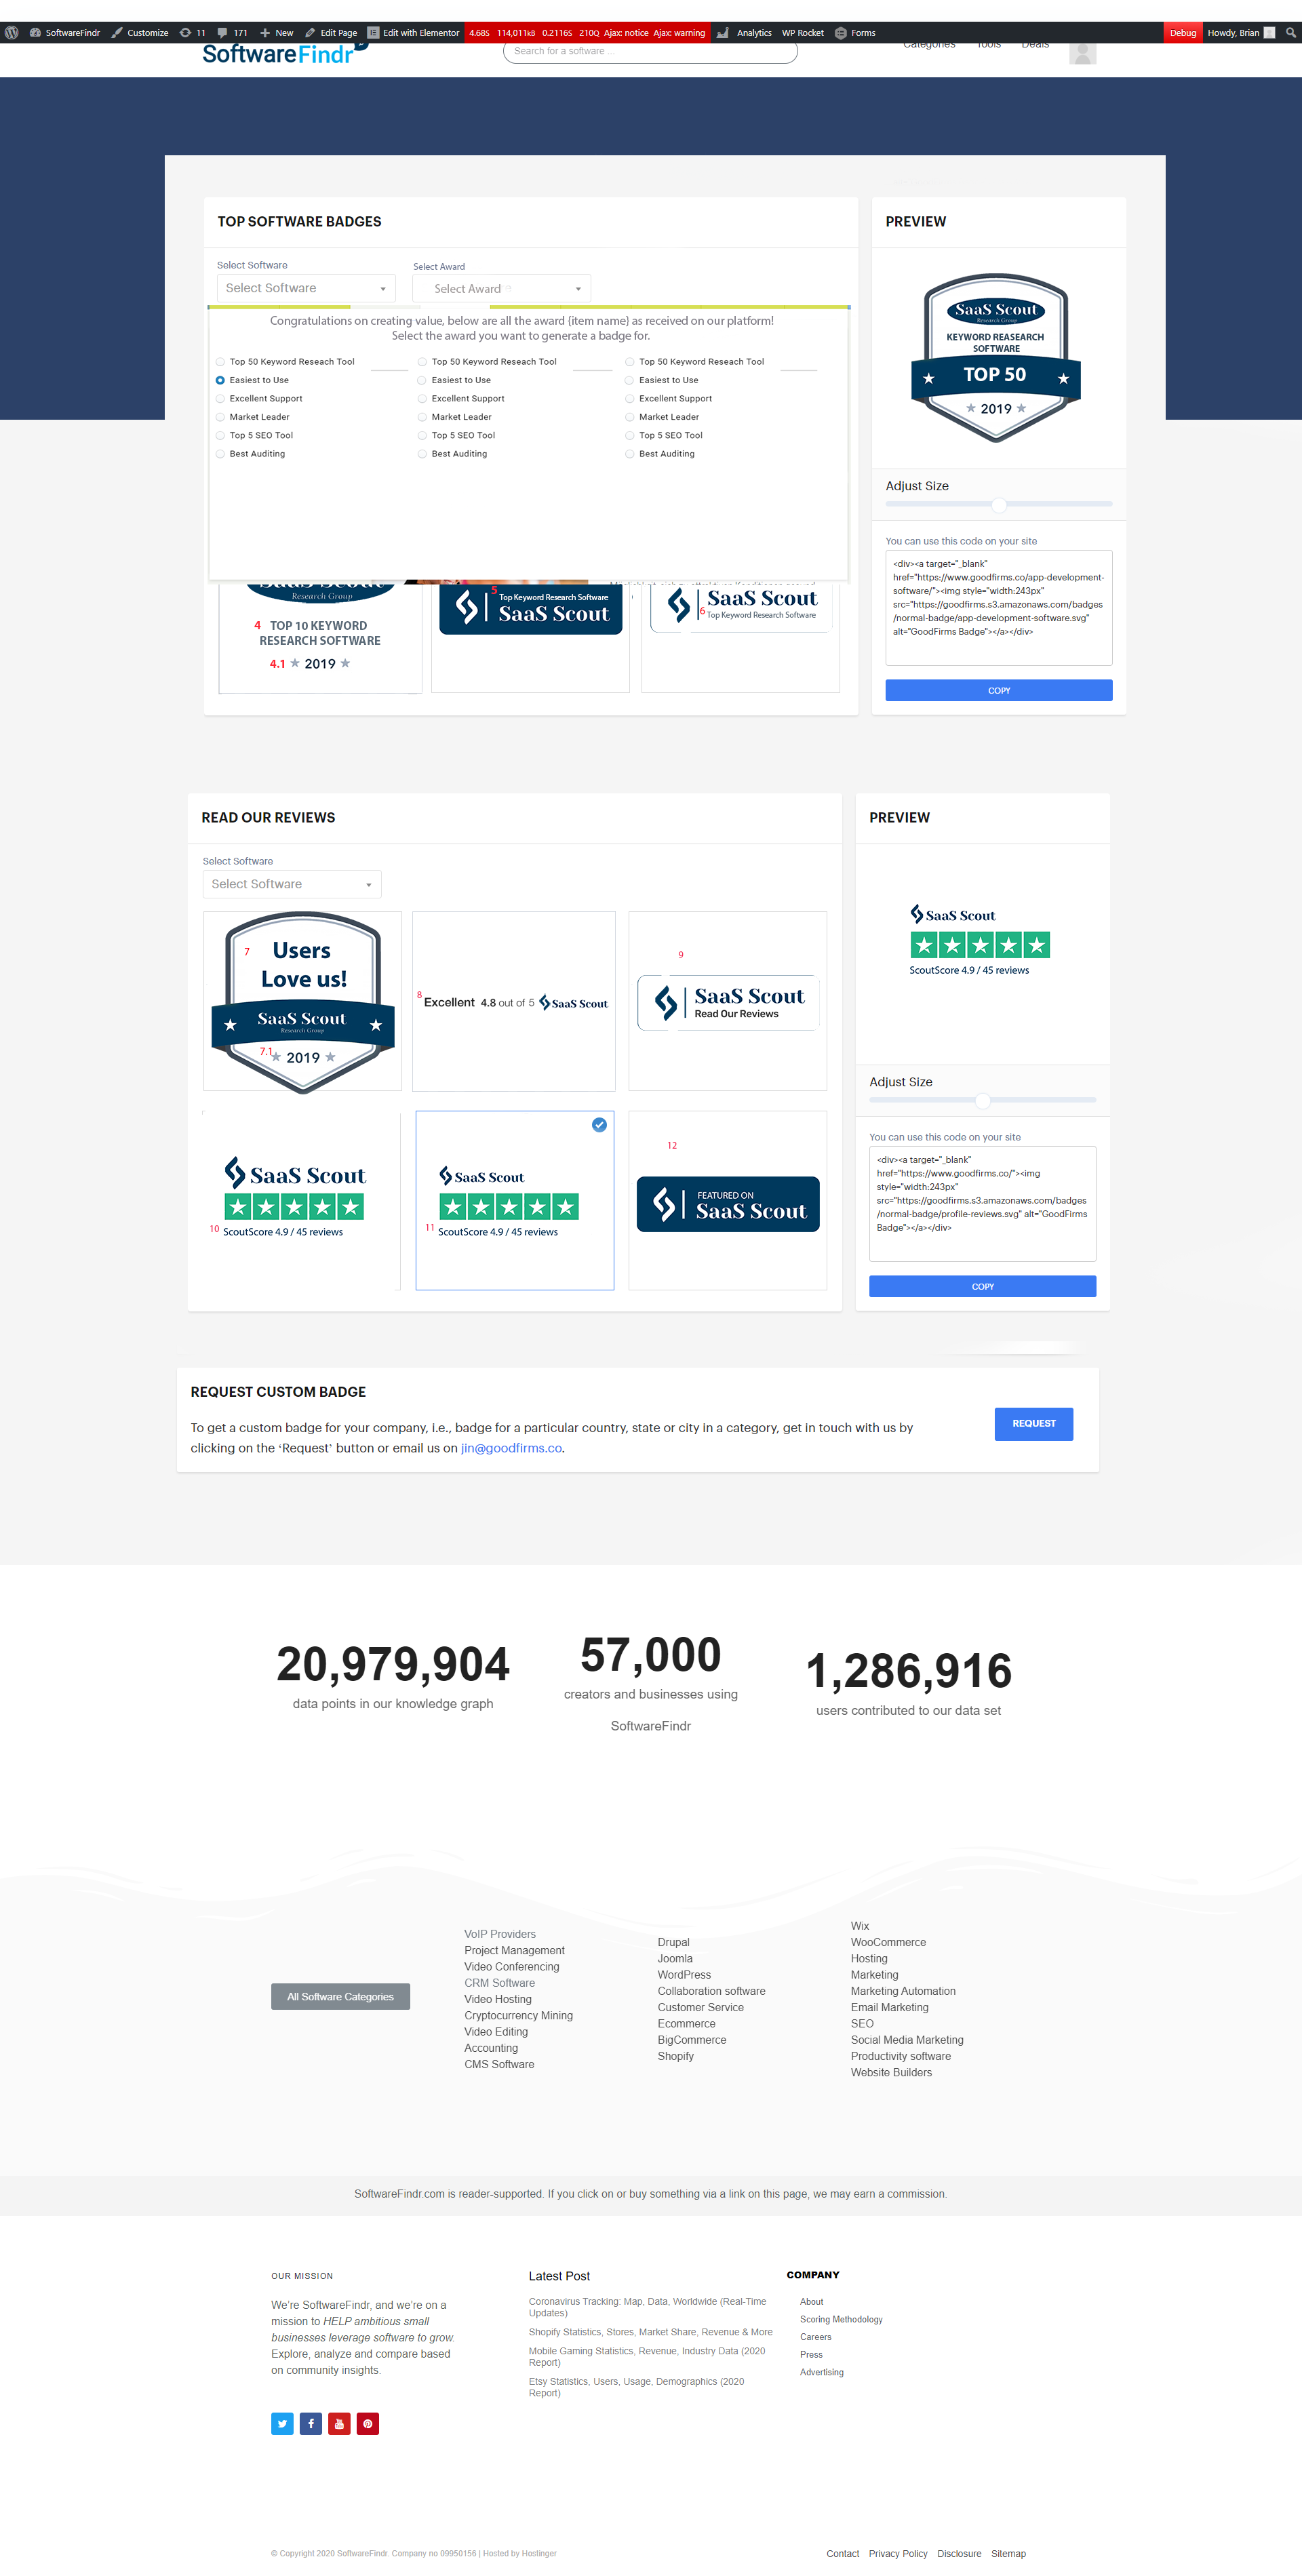 SoftwareFindr Customize 11 171 New Edit Page Edit with Elementor 4.68S 114,011KB 0.2116S 210Q Ajax: notice Ajax: warning Analytics WP Rocket Forms Debug Howdy, Brian
SoftwareFindr Search for a software ... Categories Tools Deals
TOP SOFTWARE BADGES
Select Software
Select Award
Select Software
Select Award
Congratulations on creating value, below are all the award {item name} as received on our platform!
Select the award you want to generate a badge for.
Top 50 Keyword Reseach Tool Top 50 Keyword Reseach Tool Top 50 Keyword Reseach Tool
Easiest to Use Easiest to Use Easiest to Use
Excellent Support Excellent Support Excellent Support
Market Leader Market Leader Market Leader
Top 5 SEO Tool Top 5 SEO Tool Top 5 SEO Tool
Best Auditing Best Auditing Best Auditing
SaaS Scout
Research Group
4 TOP 10 KEYWORD
RESEARCH SOFTWARE
4.1 2019
5 Top Keyword Research Software
SaaS Scout
SaaS Scout
6 Top Keyword Research Software
PREVIEW
SaaS Scout
Research Group
KEYWORD REASEARCH
SOFTWARE
TOP 50
2019
Adjust Size
You can use this code on your site
<div><a target="_blank"
href="https://www.goodfirms.co/app-development-
software/"><img style="width:243px"
src="https://goodfirms.s3.amazonaws.com/badges
/normal-badge/app-development-software.svg"
alt="GoodFirms Badge"></a></div>
COPY
READ OUR REVIEWS
Select Software
Select Software
7 Users
Love us!
SaaS Scout
Research Group
7.1 2019
8 Excellent 4.8 out of 5 SaaS Scout
9
SaaS Scout
Read Our Reviews
SaaS Scout
10 ScoutScore 4.9 / 45 reviews
SaaS Scout
11 ScoutScore 4.9 / 45 reviews
12
FEATURED ON
SaaS Scout
PREVIEW
SaaS Scout
ScoutScore 4.9 / 45 reviews
Adjust Size
You can use this code on your site
<div><a target="_blank"
href="https://www.goodfirms.co/"><img
style="width:243px"
src="https://goodfirms.s3.amazonaws.com/badges
/normal-badge/profile-reviews.svg" alt="GoodFirms
Badge"></a></div>
COPY
REQUEST CUSTOM BADGE
To get a custom badge for your company, i.e., badge for a particular country, state or city in a category, get in touch with us by
clicking on the ‘Request’ button or email us on jin@goodfirms.co.
REQUEST
20,979,904
data points in our knowledge graph
57,000
creators and businesses using
SoftwareFindr
1,286,916
users contributed to our data set
All Software Categories
VoIP Providers
Project Management
Video Conferencing
CRM Software
Video Hosting
Cryptocurrency Mining
Video Editing
Accounting
CMS Software
Drupal
Joomla
WordPress
Collaboration software
Customer Service
Ecommerce
BigCommerce
Shopify
Wix
WooCommerce
Hosting
Marketing
Marketing Automation
Email Marketing
SEO
Social Media Marketing
Productivity software
Website Builders
SoftwareFindr.com is reader-supported. If you click on or buy something via a link on this page, we may earn a commission.
OUR MISSION
We're SoftwareFindr, and we're on a
mission to HELP ambitious small
businesses leverage software to grow.
Explore, analyze and compare based
on community insights.
Latest Post
Coronavirus Tracking: Map, Data, Worldwide (Real-Time
Updates)
Shopify Statistics, Stores, Market Share, Revenue & More
Mobile Gaming Statistics, Revenue, Industry Data (2020
Report)
Etsy Statistics, Users, Usage, Demographics (2020
Report)
COMPANY
About
Scoring Methodology
Careers
Press
Advertising
© Copyright 2020 SoftwareFindr. Company no 09950156 | Hosted by Hostinger
Contact Privacy Policy Disclosure Sitemap